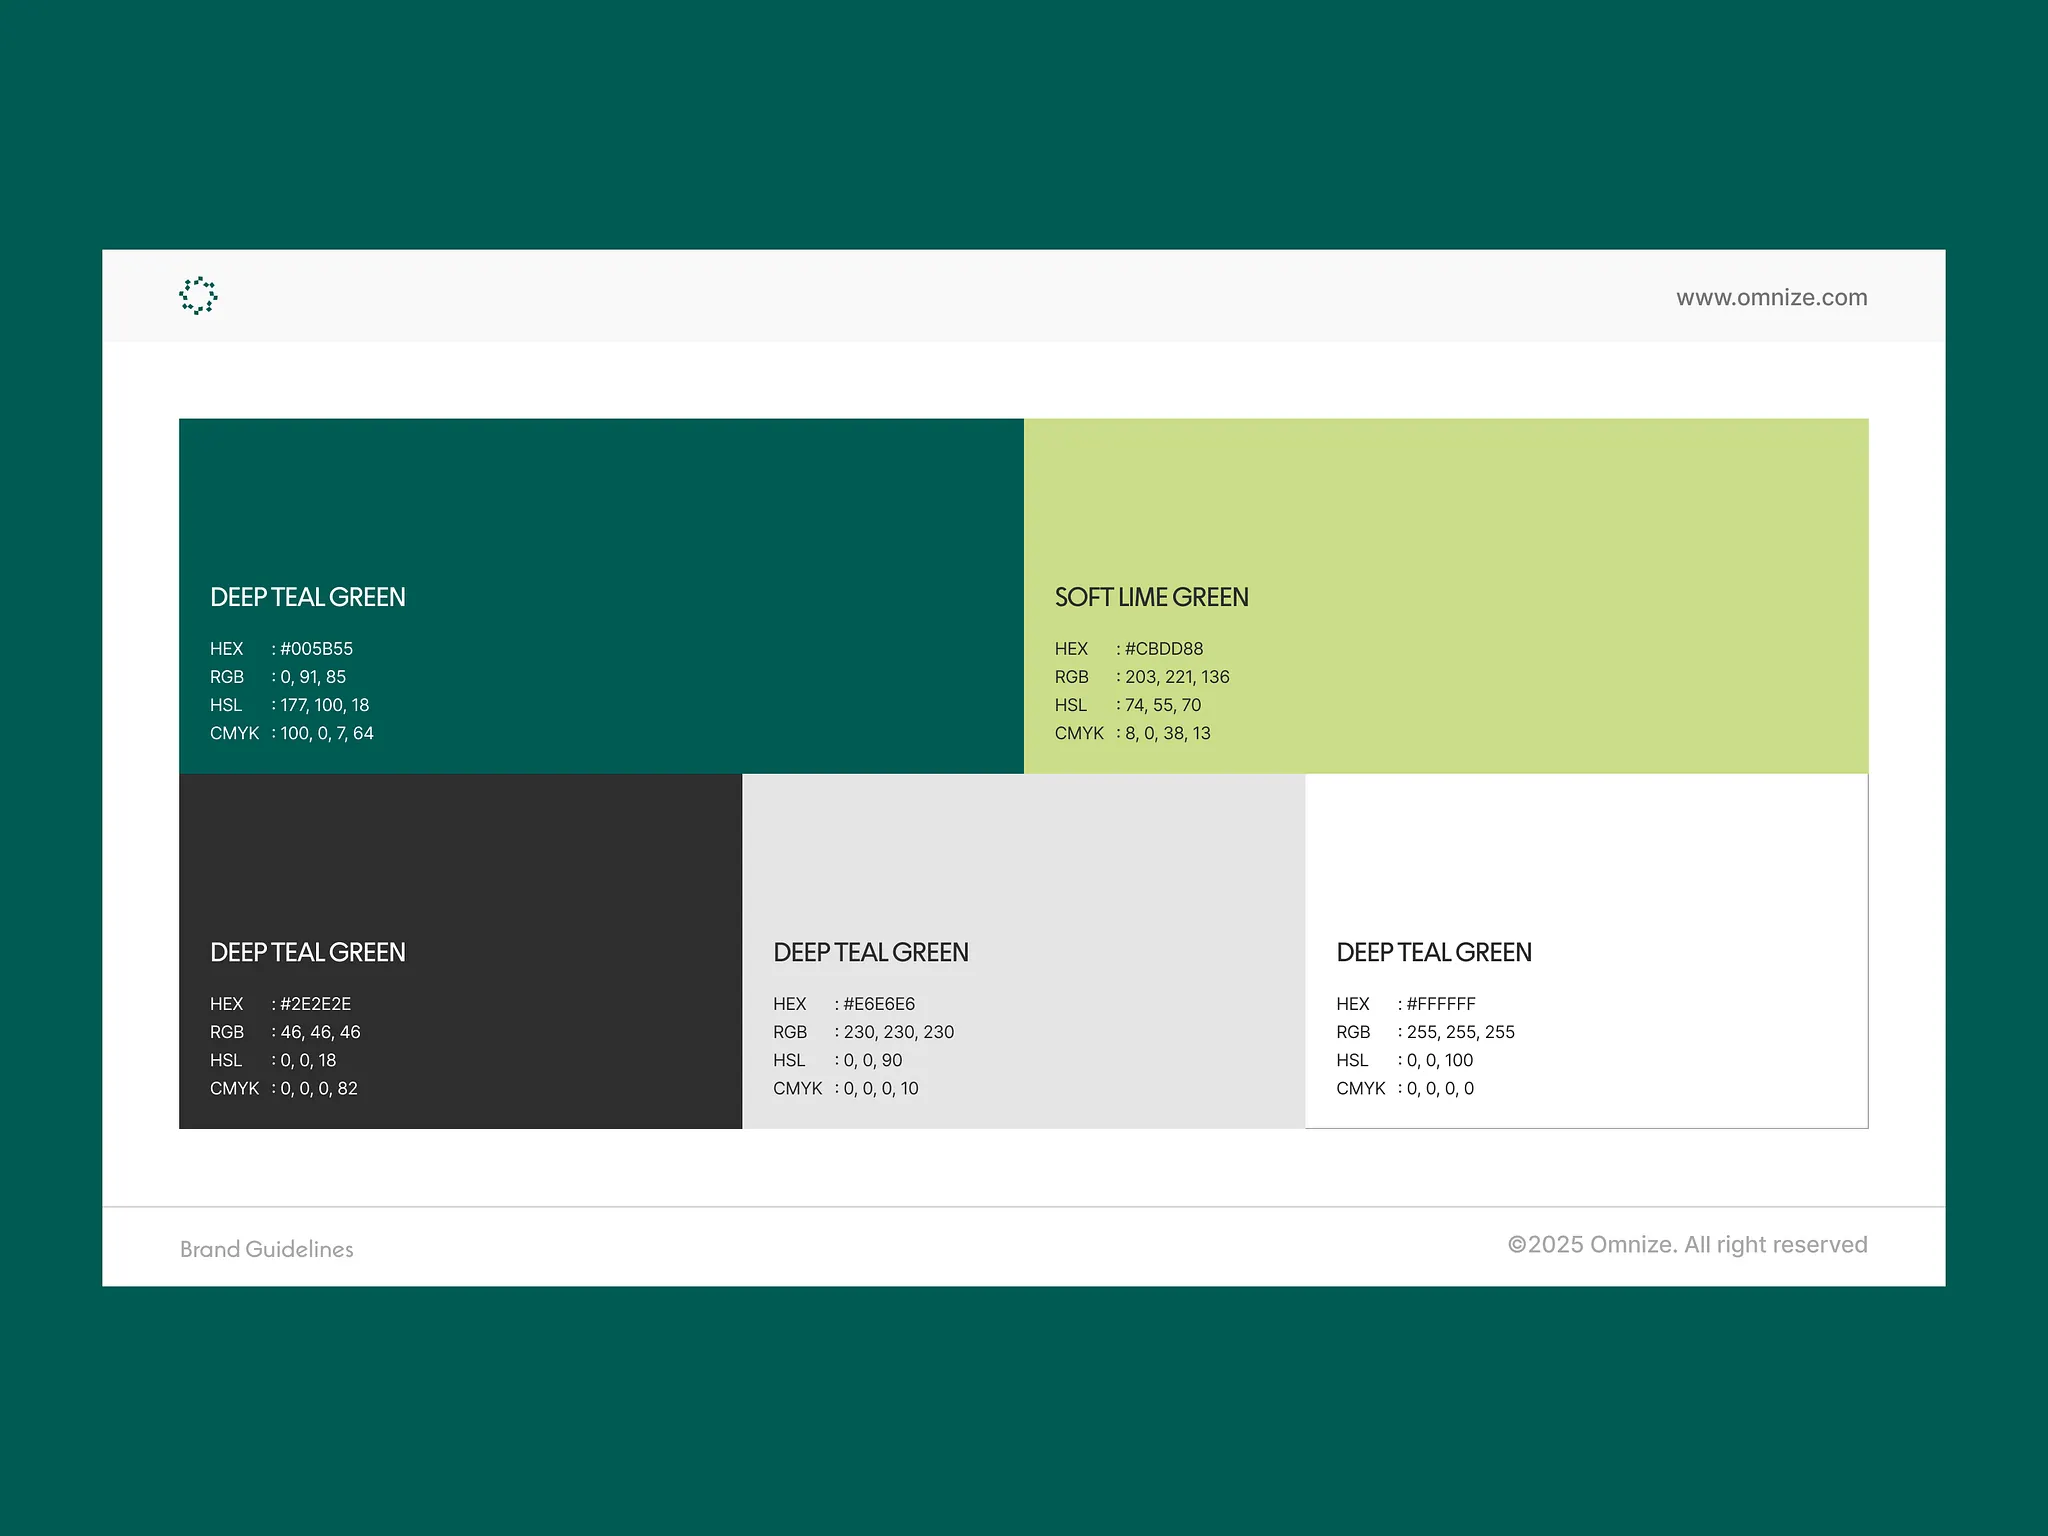 www.omnize.com
DEEP TEAL GREEN
HEX : #005B55
RGB : 0, 91, 85
HSL : 177, 100, 18
CMYK : 100, 0, 7, 64
SOFT LIME GREEN
HEX : #CBDD88
RGB : 203, 221, 136
HSL : 74, 55, 70
CMYK : 8, 0, 38, 13
DEEP TEAL GREEN
HEX : #2E2E2E
RGB : 46, 46, 46
HSL : 0, 0, 18
CMYK : 0, 0, 0, 82
DEEP TEAL GREEN
HEX : #E6E6E6
RGB : 230, 230, 230
HSL : 0, 0, 90
CMYK : 0, 0, 0, 10
DEEP TEAL GREEN
HEX : #FFFFFF
RGB : 255, 255, 255
HSL : 0, 0, 100
CMYK : 0, 0, 0, 0
Brand Guidelines
©2025 Omnize. All right reserved